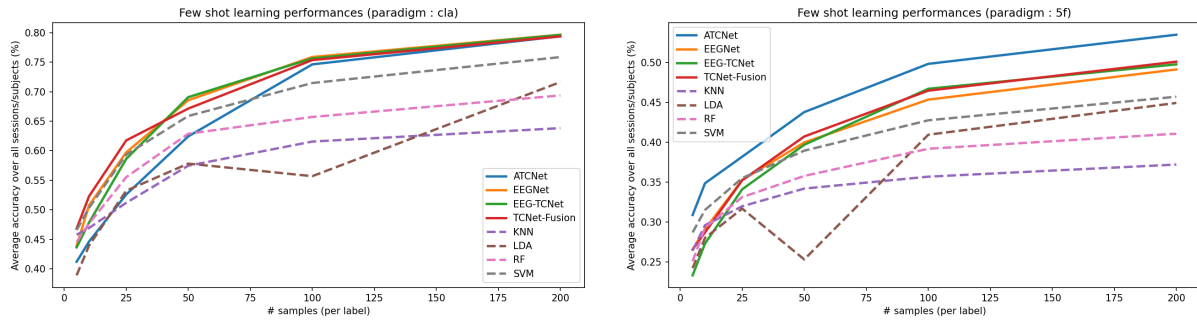 Few shot learning performances (paradigm : cla)
Average accuracy over all sessions/subjects (%)
0.80
0.75
0.70
0.65
0.60
0.55
0.50
0.45
0.40
ATCNet
EEGNet
EEG-TCNet
TCNet-Fusion
KNN
LDA
RF
SVM
0 25 50 75 100 125 150 175 200
# samples (per label)
Few shot learning performances (paradigm : 5f)
Average accuracy over all sessions/subjects (%)
ATCNet
EEGNet
EEG-TCNet
TCNet-Fusion
KNN
LDA
RF
SVM
0.50
0.45
0.40
0.35
0.30
0.25
0 25 50 75 100 125 150 175 200
# samples (per label)